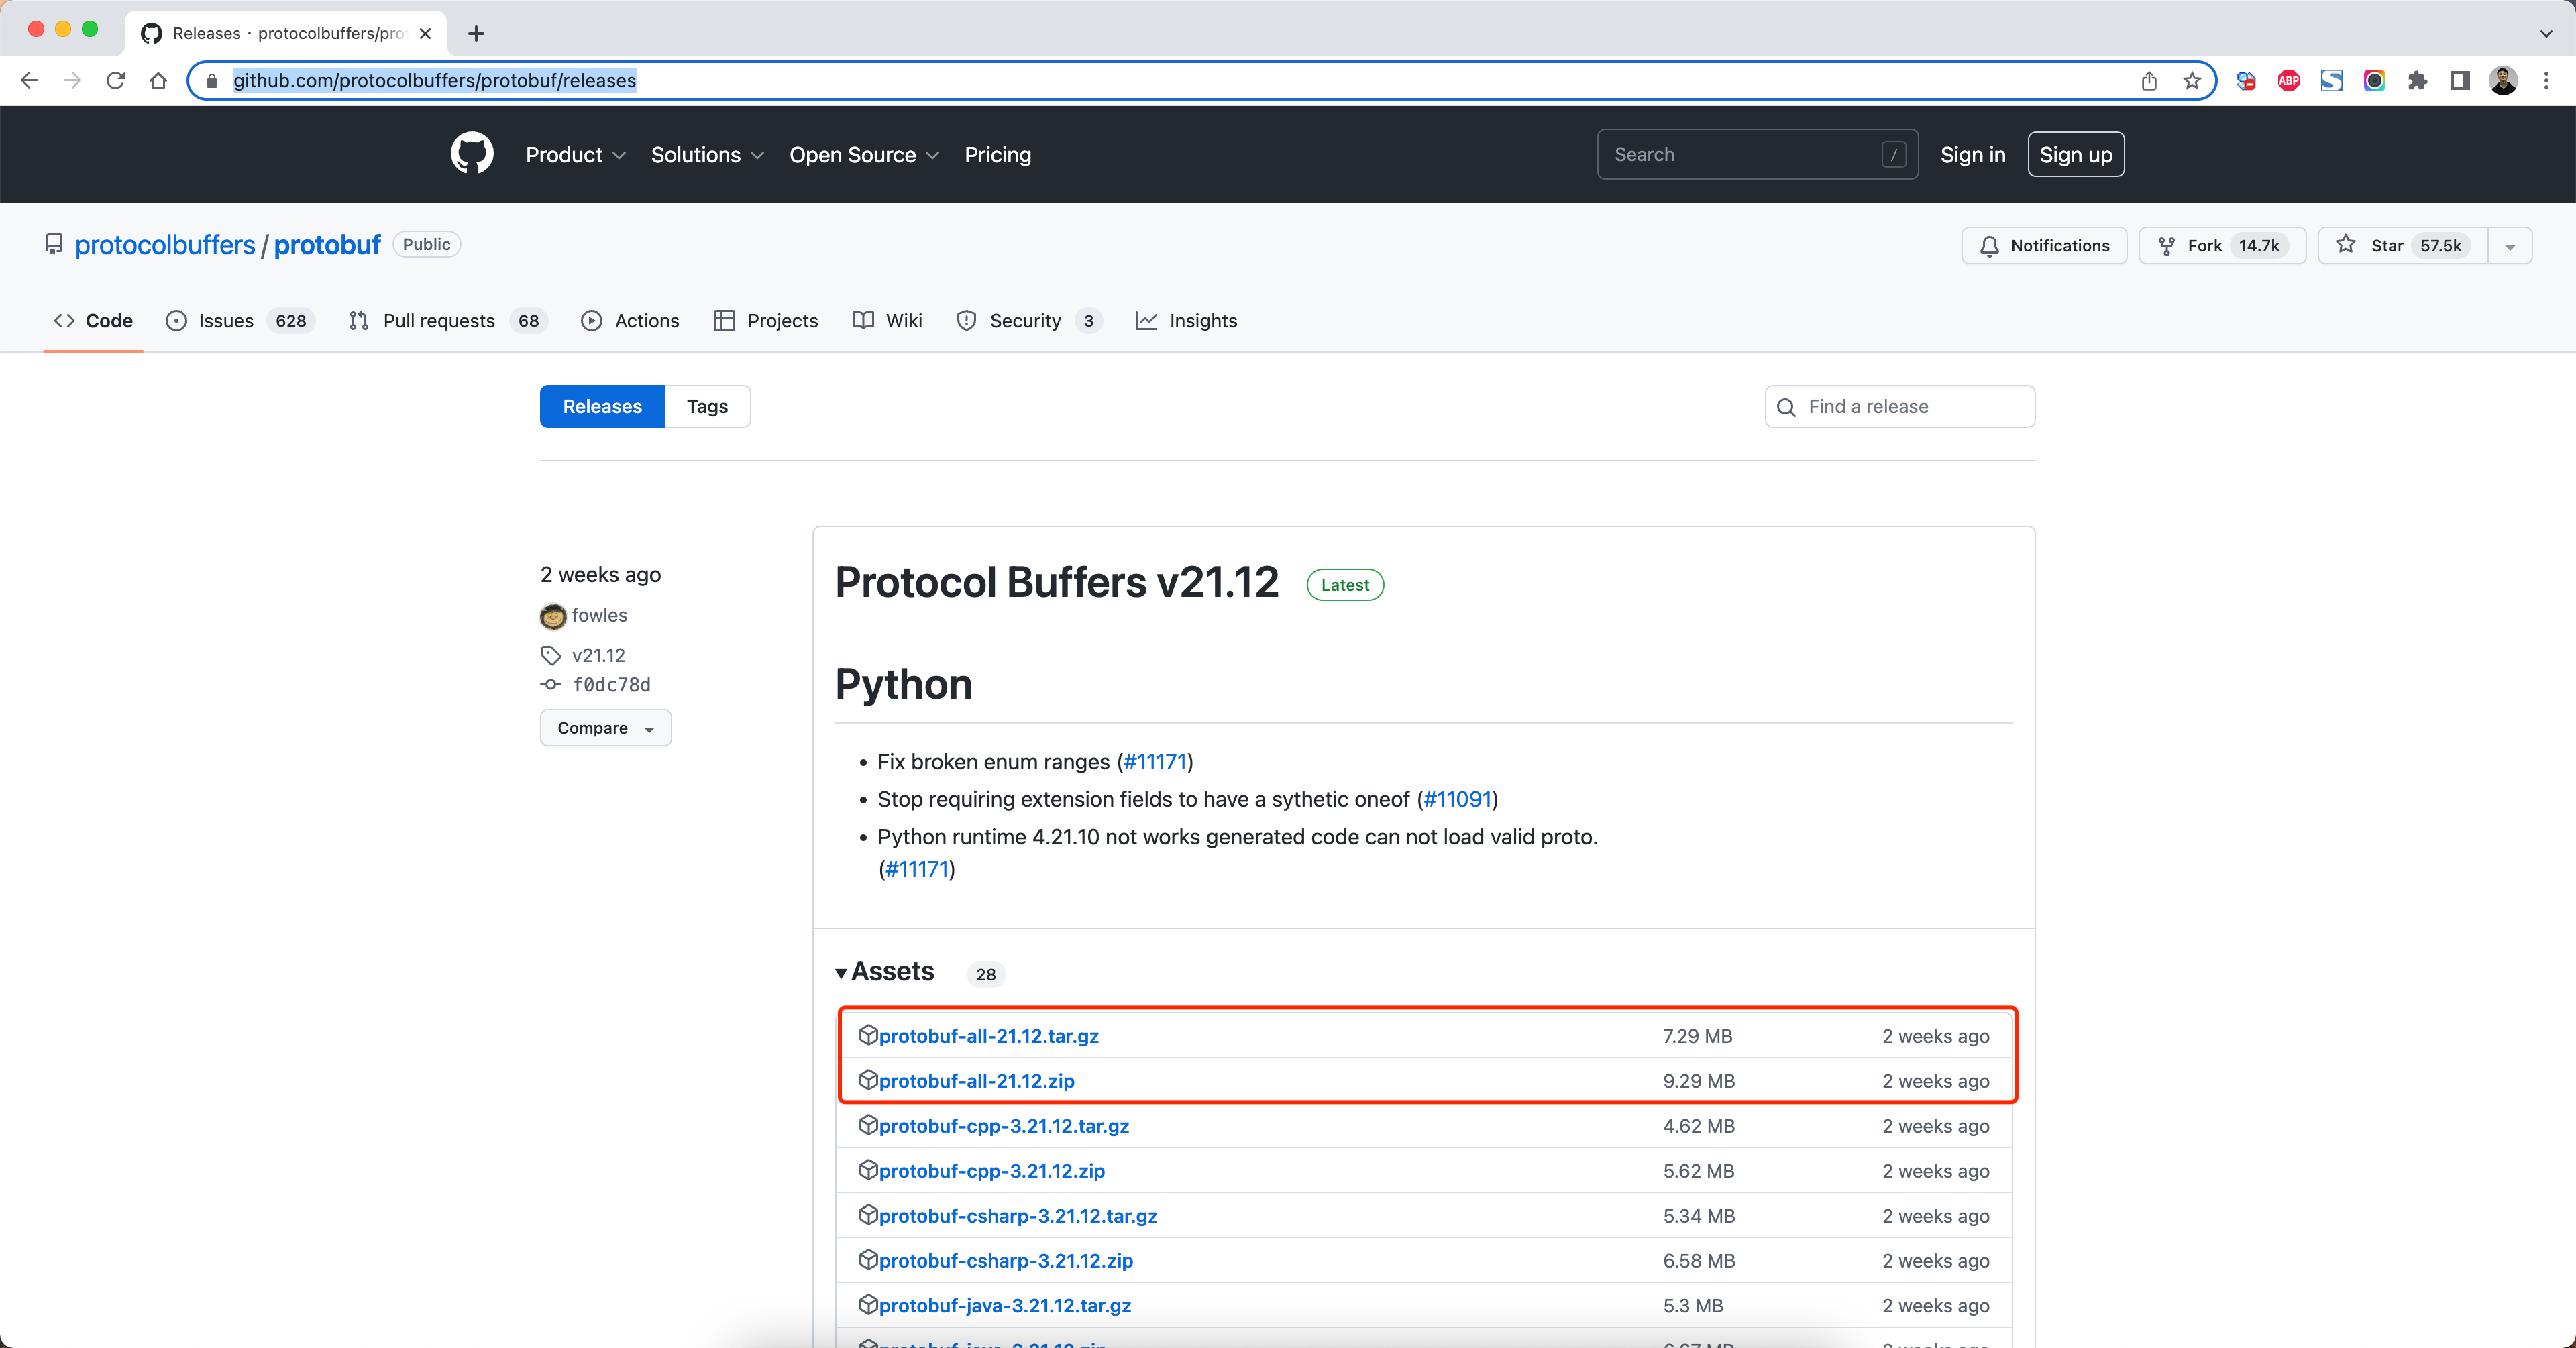 Releases · protocolbuffers/pro
github.com/protocolbuffers/protobuf/releases
ABP
Product Solutions Open Source Pricing
Search /
Sign in Sign up
protocolbuffers / protobuf Public
Notifications Fork 14.7k Star 57.5k
Code Issues 628 Pull requests 68 Actions Projects Wiki Security 3 Insights
Releases Tags
Find a release
2 weeks ago
fowles
v21.12
f0dc78d
Compare
Protocol Buffers v21.12 Latest
Python
• Fix broken enum ranges (#11171)
• Stop requiring extension fields to have a sythetic oneof (#11091)
• Python runtime 4.21.10 not works generated code can not load valid proto.
(#11171)
Assets 28
protobuf-all-21.12.tar.gz 7.29 MB 2 weeks ago
protobuf-all-21.12.zip 9.29 MB 2 weeks ago
protobuf-cpp-3.21.12.tar.gz 4.62 MB 2 weeks ago
protobuf-cpp-3.21.12.zip 5.62 MB 2 weeks ago
protobuf-csharp-3.21.12.tar.gz 5.34 MB 2 weeks ago
protobuf-csharp-3.21.12.zip 6.58 MB 2 weeks ago
protobuf-java-3.21.12.tar.gz 5.3 MB 2 weeks ago